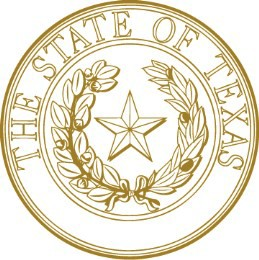 THE STATE OF TEXAS